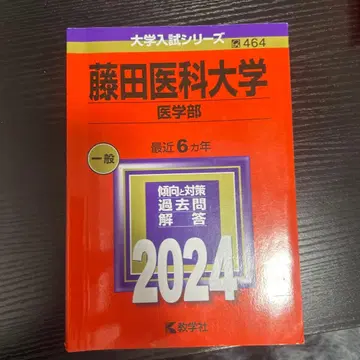 大学入試シリーズ 464
藤田医科大学
医学部
最近6カ年
一般
傾向と対策
過去問
解答
2024
教学社